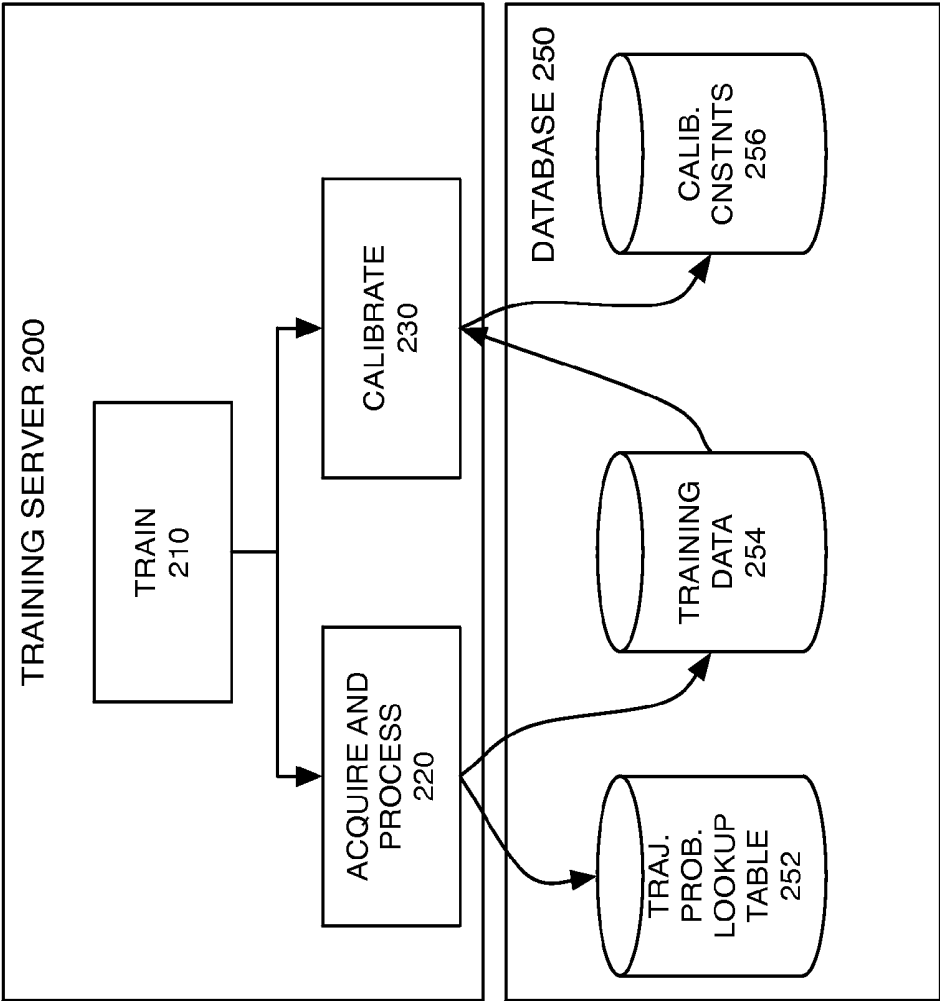 TRAINING SERVER 200
TRAIN
210
ACQUIRE AND
PROCESS
220
CALIBRATE
230
DATABASE 250
TRAJ.
PROB.
LOOKUP
TABLE
252
TRAINING
DATA
254
CALIB.
CNSTNTS
256